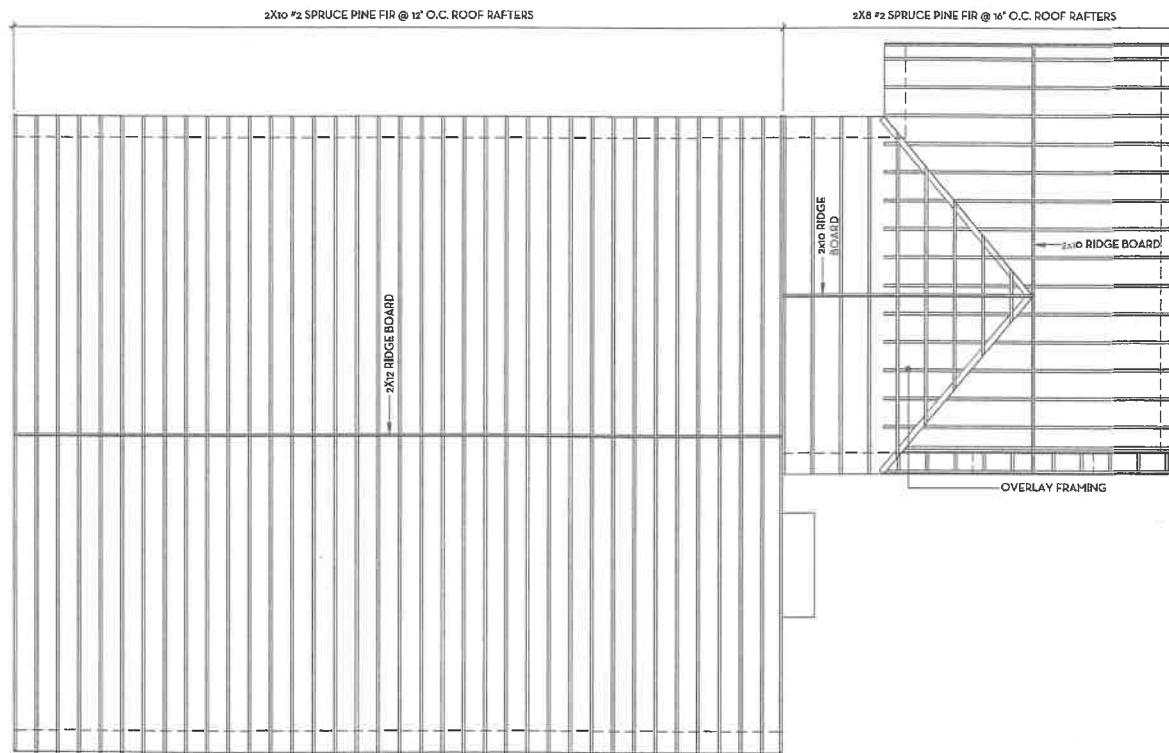 2X10 #2 SPRUCE PINE FIR @ 12" O.C. ROOF RAFTERS
2X8 #2 SPRUCE PINE FIR @ 16" O.C. ROOF RAFTERS
2x10 RIDGE
BOARD
2x10 RIDGE BOARD
2X12 RIDGE BOARD
OVERLAY FRAMING